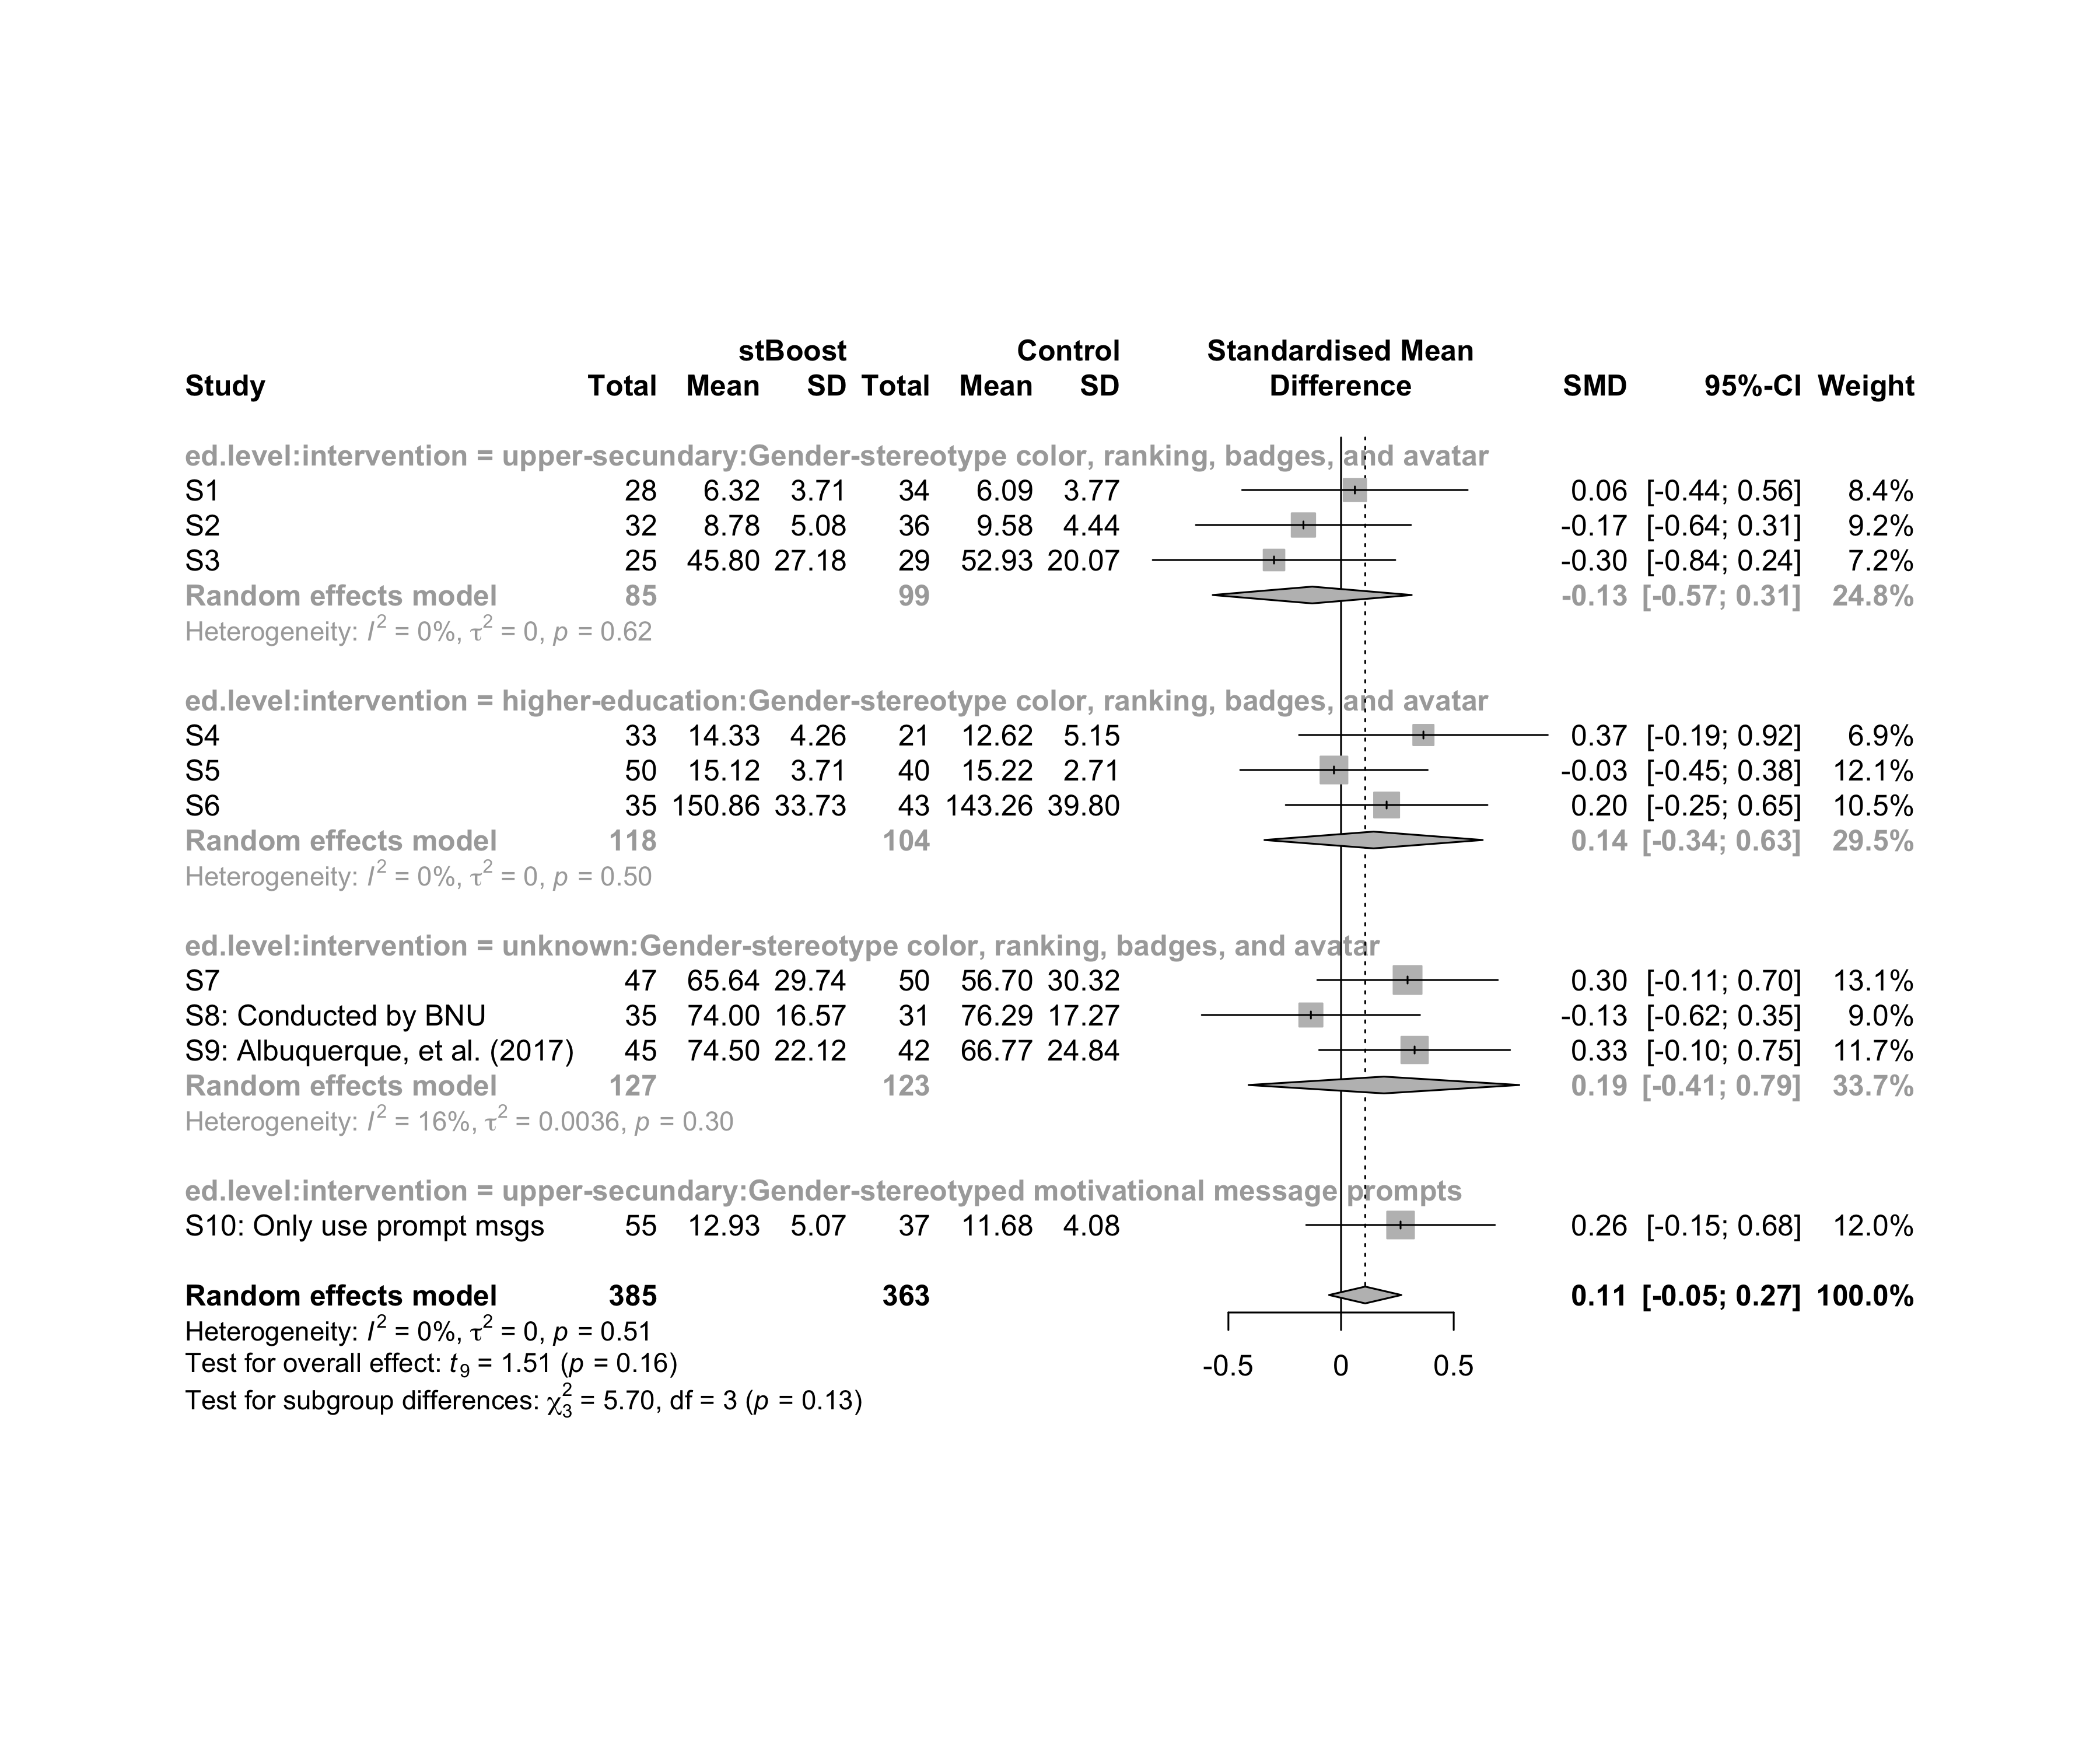 stBoost Control Standardised Mean
Study Total Mean SD Total Mean SD Difference SMD 95%-CI Weight
ed.level:intervention = upper-secundary:Gender-stereotype color, ranking, badges, and avatar
S1 28 6.32 3.71 34 6.09 3.77 0.06 [-0.44; 0.56] 8.4%
S2 32 8.78 5.08 36 9.58 4.44 -0.17 [-0.64; 0.31] 9.2%
S3 25 45.80 27.18 29 52.93 20.07 -0.30 [-0.84; 0.24] 7.2%
Random effects model 85 99 -0.13 [-0.57; 0.31] 24.8%
Heterogeneity: I² = 0%, τ² = 0, p = 0.62
ed.level:intervention = higher-education:Gender-stereotype color, ranking, badges, and avatar
S4 33 14.33 4.26 21 12.62 5.15 0.37 [-0.19; 0.92] 6.9%
S5 50 15.12 3.71 40 15.22 2.71 -0.03 [-0.45; 0.38] 12.1%
S6 35 150.86 33.73 43 143.26 39.80 0.20 [-0.25; 0.65] 10.5%
Random effects model 118 104 0.14 [-0.34; 0.63] 29.5%
Heterogeneity: I² = 0%, τ² = 0, p = 0.50
ed.level:intervention = unknown:Gender-stereotype color, ranking, badges, and avatar
S7 47 65.64 29.74 50 56.70 30.32 0.30 [-0.11; 0.70] 13.1%
S8: Conducted by BNU 35 74.00 16.57 31 76.29 17.27 -0.13 [-0.62; 0.35] 9.0%
S9: Albuquerque, et al. (2017) 45 74.50 22.12 42 66.77 24.84 0.33 [-0.10; 0.75] 11.7%
Random effects model 127 123 0.19 [-0.41; 0.79] 33.7%
Heterogeneity: I² = 16%, τ² = 0.0036, p = 0.30
ed.level:intervention = upper-secundary:Gender-stereotyped motivational message prompts
S10: Only use prompt msgs 55 12.93 5.07 37 11.68 4.08 0.26 [-0.15; 0.68] 12.0%
Random effects model 385 363 0.11 [-0.05; 0.27] 100.0%
Heterogeneity: I² = 0%, τ² = 0, p = 0.51
Test for overall effect: t₉ = 1.51 (p = 0.16)
-0.5 0 0.5
Test for subgroup differences: χ²₃ = 5.70, df = 3 (p = 0.13)